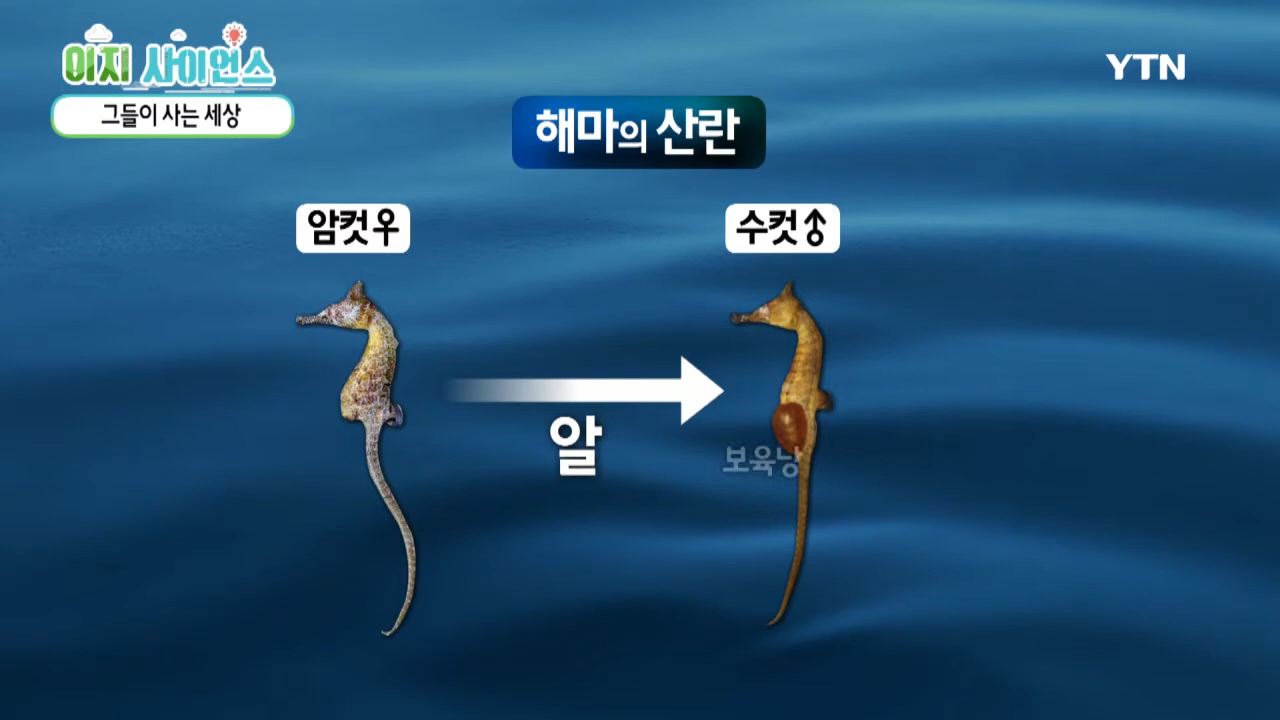 이지 사이언스
그들이 사는 세상
YTN
해마의 산란
암컷♀
수컷♂
알
보육낭